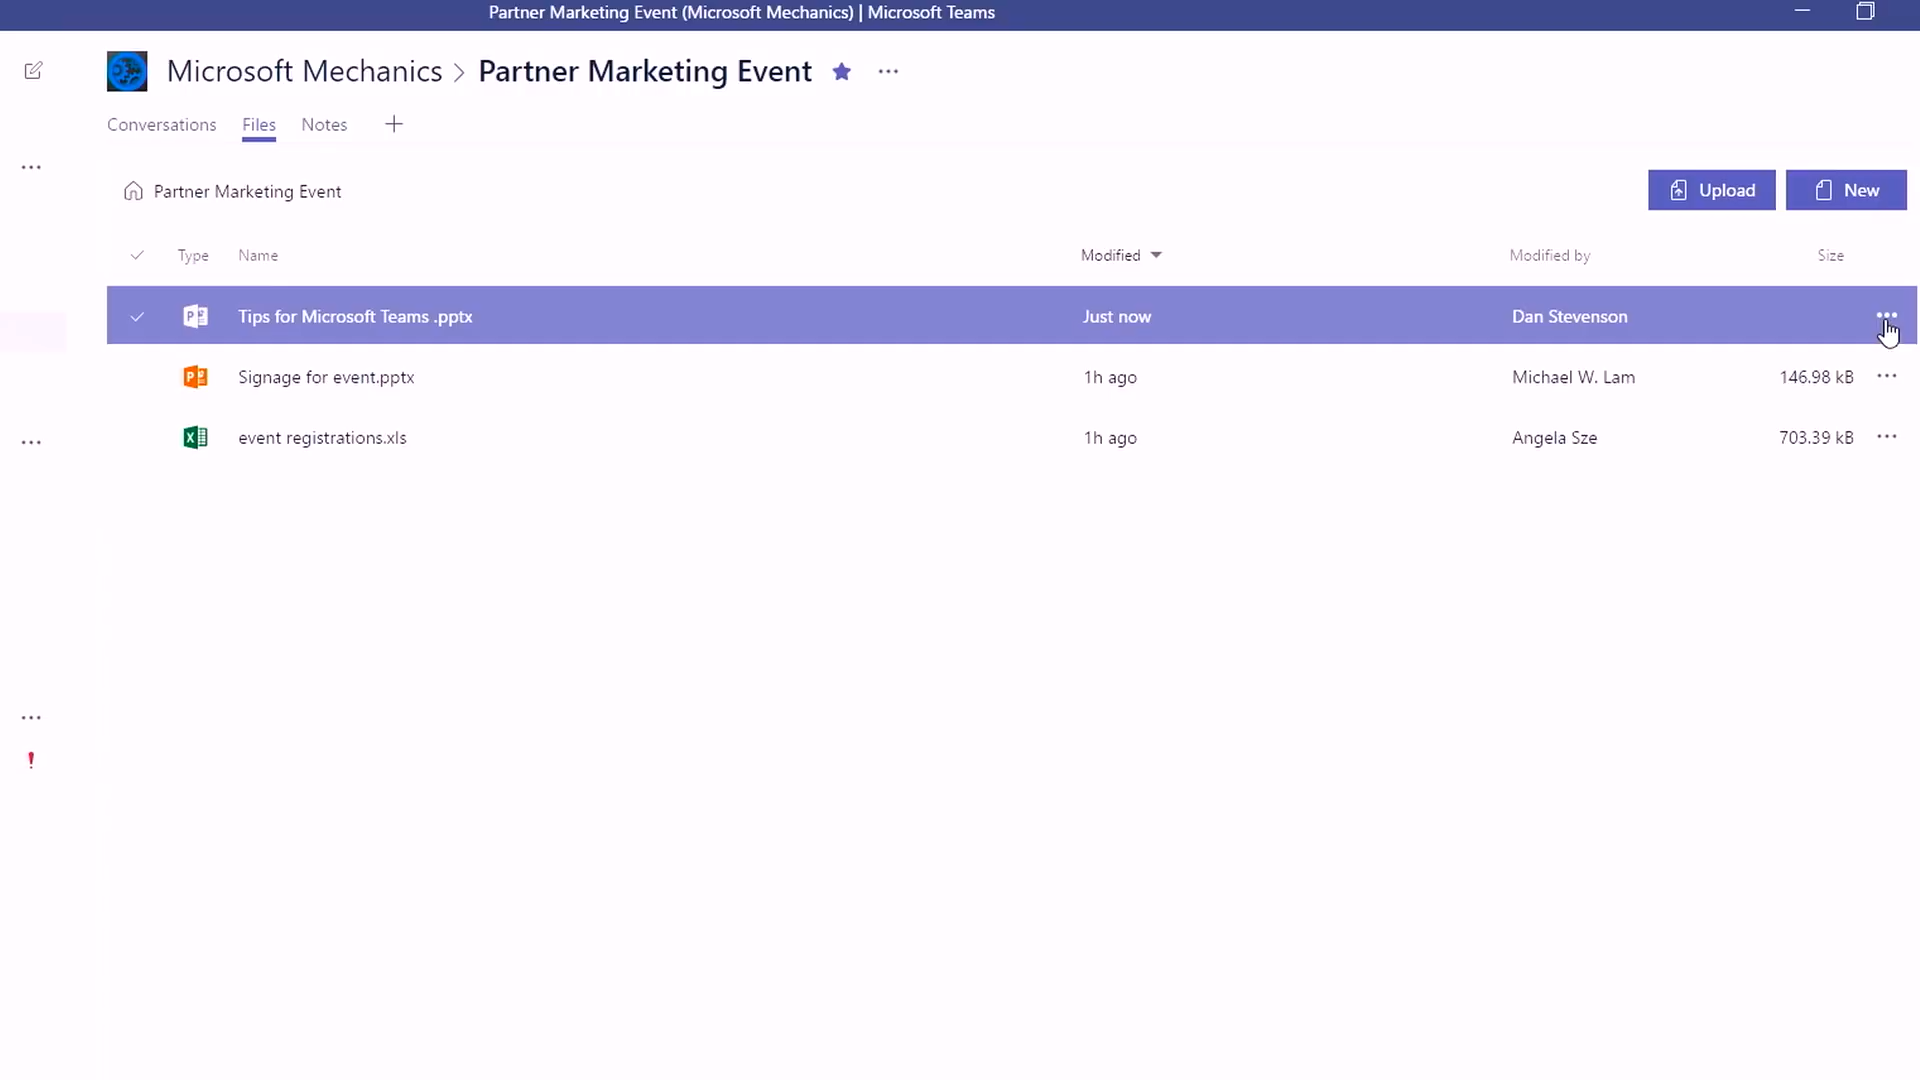 Partner Marketing Event (Microsoft Mechanics) | Microsoft Teams
Microsoft Mechanics > Partner Marketing Event
Conversations Files Notes
Partner Marketing Event
Upload New
Type Name Modified Modified by Size
Tips for Microsoft Teams .pptx Just now Dan Stevenson
Signage for event.pptx 1h ago Michael W. Lam 146.98 kB
event registrations.xls 1h ago Angela Sze 703.39 kB